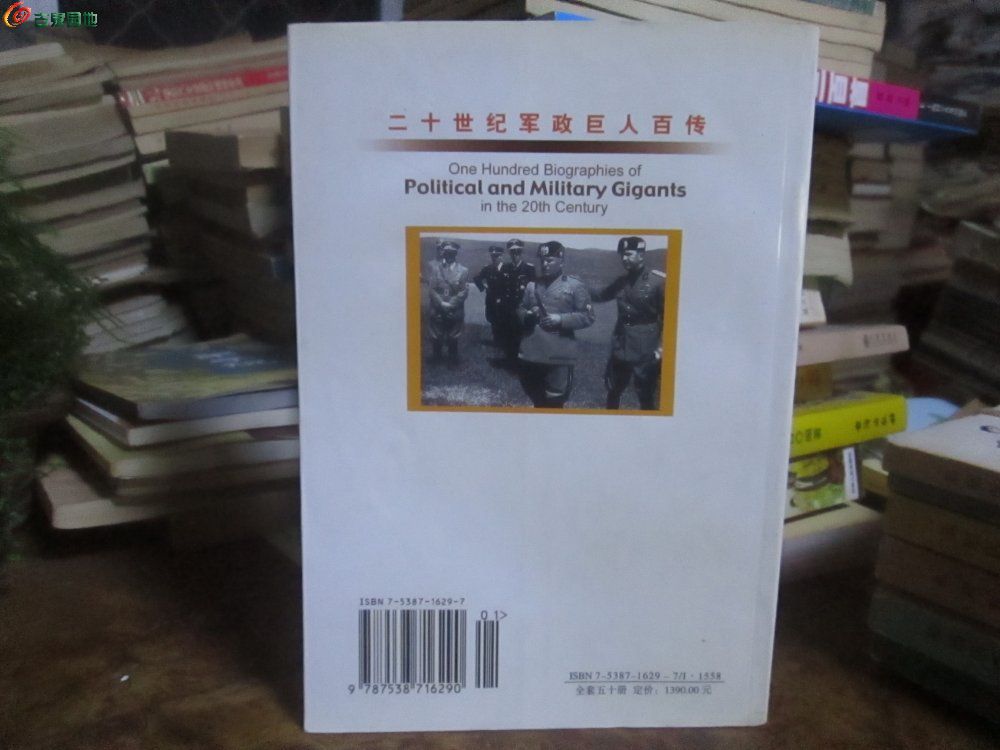 二十世纪军政巨人百传
One Hundred Biographies of
Political and Military Gigants
in the 20th Century
ISBN 7-5387-1629-7
01>
9 787538 716290
ISBN 7-5387-1629-7/I·1558
全套五十册 定价：1390.00元